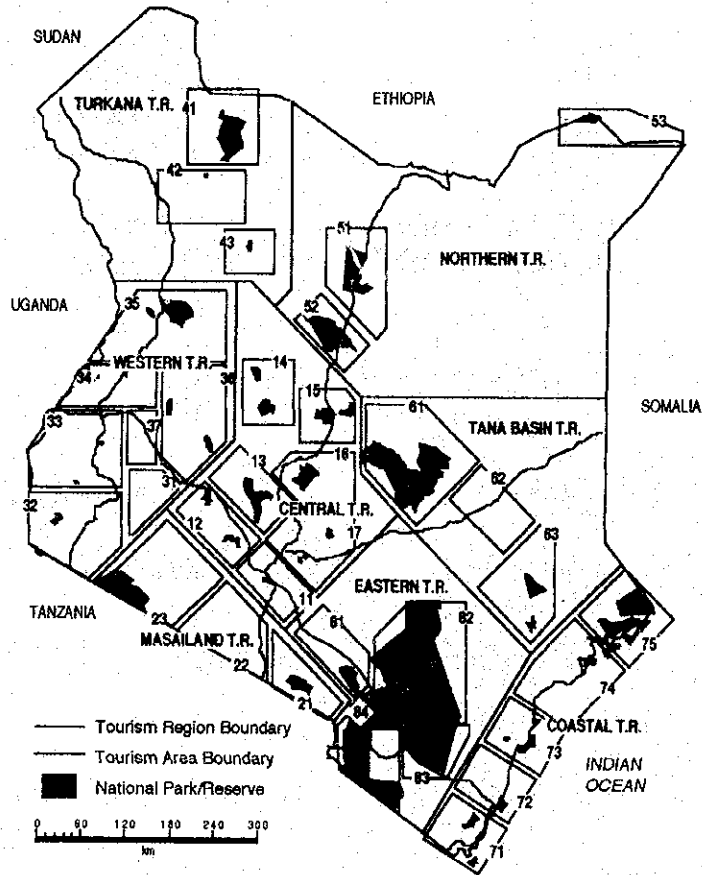 SUDAN
ETHIOPIA
TURKANA T.R.
41
53
42
43
51
NORTHERN T.R.
UGANDA
35
52
WESTERN T.R.
34
36
14
15
61
SOMALIA
33
37
TANA BASIN T.R.
13
16
31
62
32
12
CENTRAL T.R.
17
63
TANZANIA
23
11
EASTERN T.R.
MASAILAND T.R.
81
82
75
22
21
84
74
Tourism Region Boundary
COASTAL T.R.
Tourism Area Boundary
73
INDIAN
OCEAN
National Park/Reserve
83
72
0 60 120 180 240 300
km
71